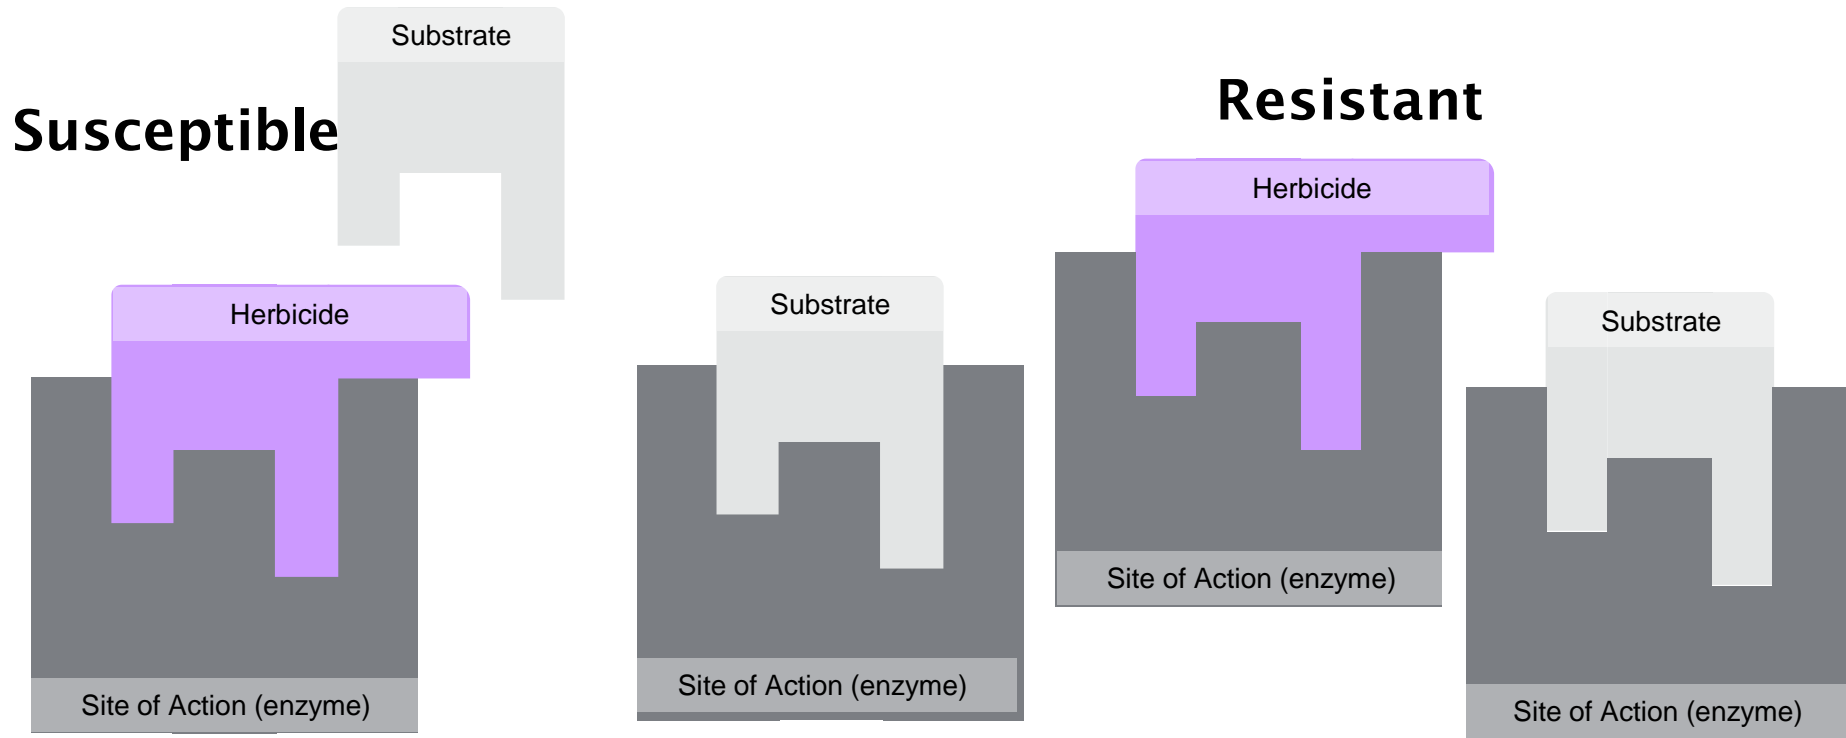 Substrate
Susceptible
Herbicide
Site of Action (enzyme)
Substrate
Site of Action (enzyme)
Resistant
Herbicide
Site of Action (enzyme)
Substrate
Site of Action (enzyme)